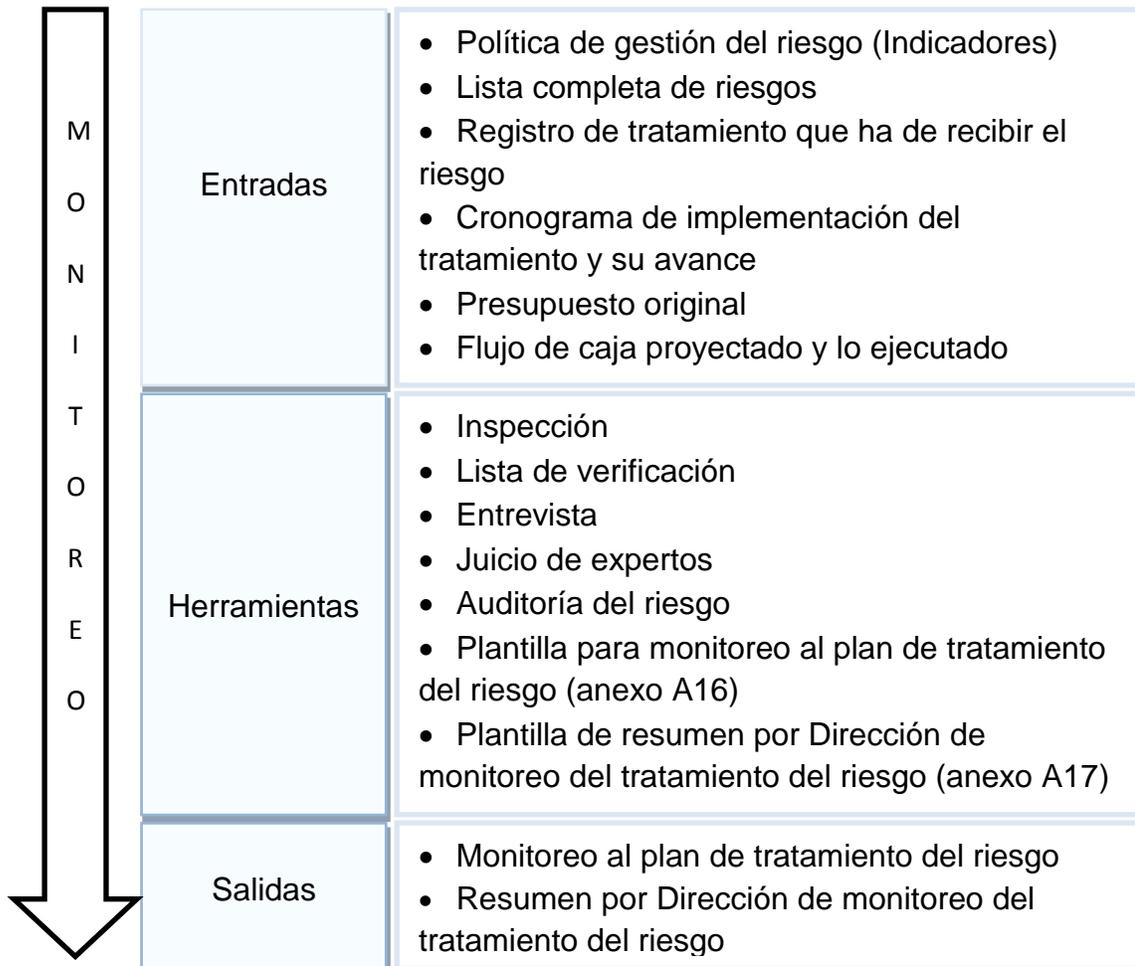 M
O
N
I
T
O
R
E
O
Entradas
• Política de gestión del riesgo (Indicadores)
• Lista completa de riesgos
• Registro de tratamiento que ha de recibir el
riesgo
• Cronograma de implementación del
tratamiento y su avance
• Presupuesto original
• Flujo de caja proyectado y lo ejecutado
Herramientas
• Inspección
• Lista de verificación
• Entrevista
• Juicio de expertos
• Auditoría del riesgo
• Plantilla para monitoreo al plan de tratamiento
del riesgo (anexo A16)
• Plantilla de resumen por Dirección de
monitoreo del tratamiento del riesgo (anexo A17)
Salidas
• Monitoreo al plan de tratamiento del riesgo
• Resumen por Dirección de monitoreo del
tratamiento del riesgo